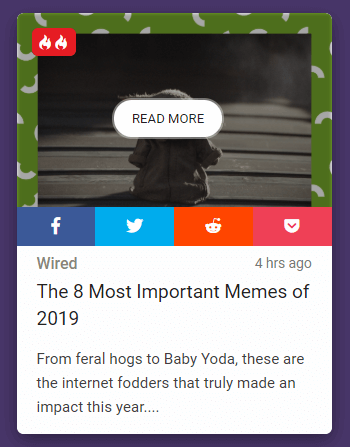 READ MORE
Wired
4 hrs ago
The 8 Most Important Memes of
2019
From feral hogs to Baby Yoda, these are
the internet fodders that truly made an
impact this year....